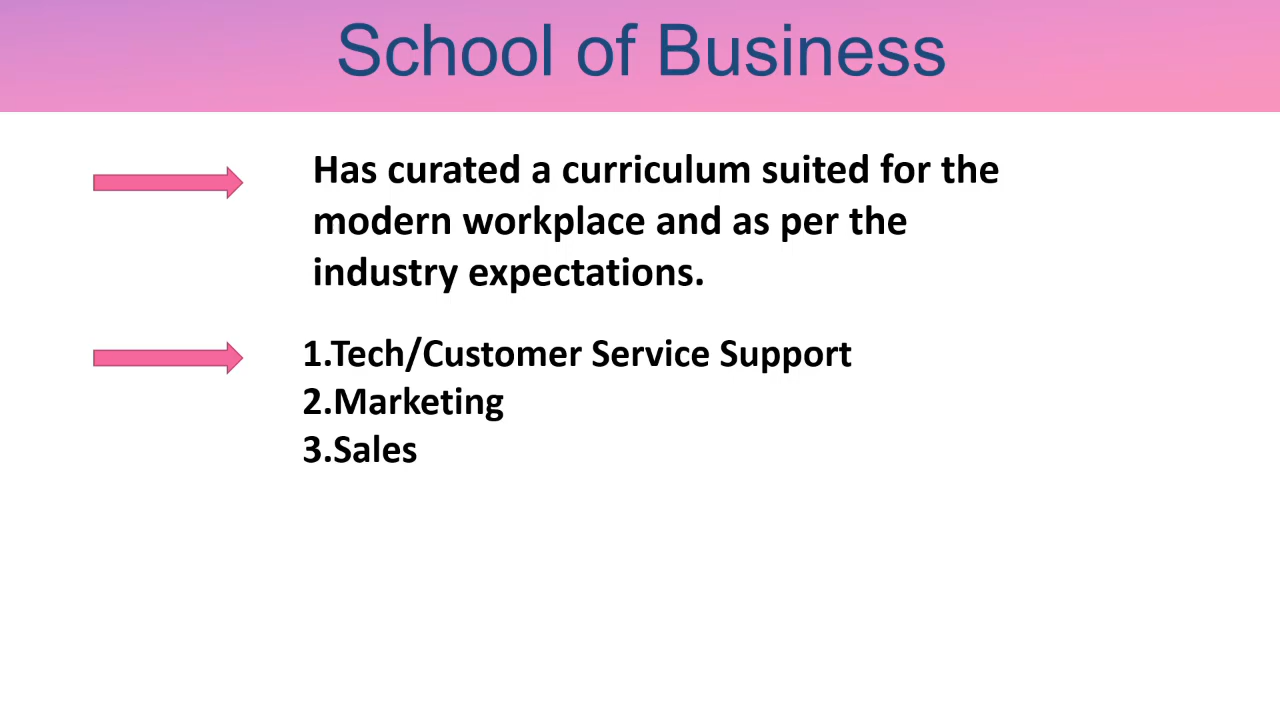 School of Business
Has curated a curriculum suited for the
modern workplace and as per the
industry expectations.
1.Tech/Customer Service Support
2.Marketing
3.Sales